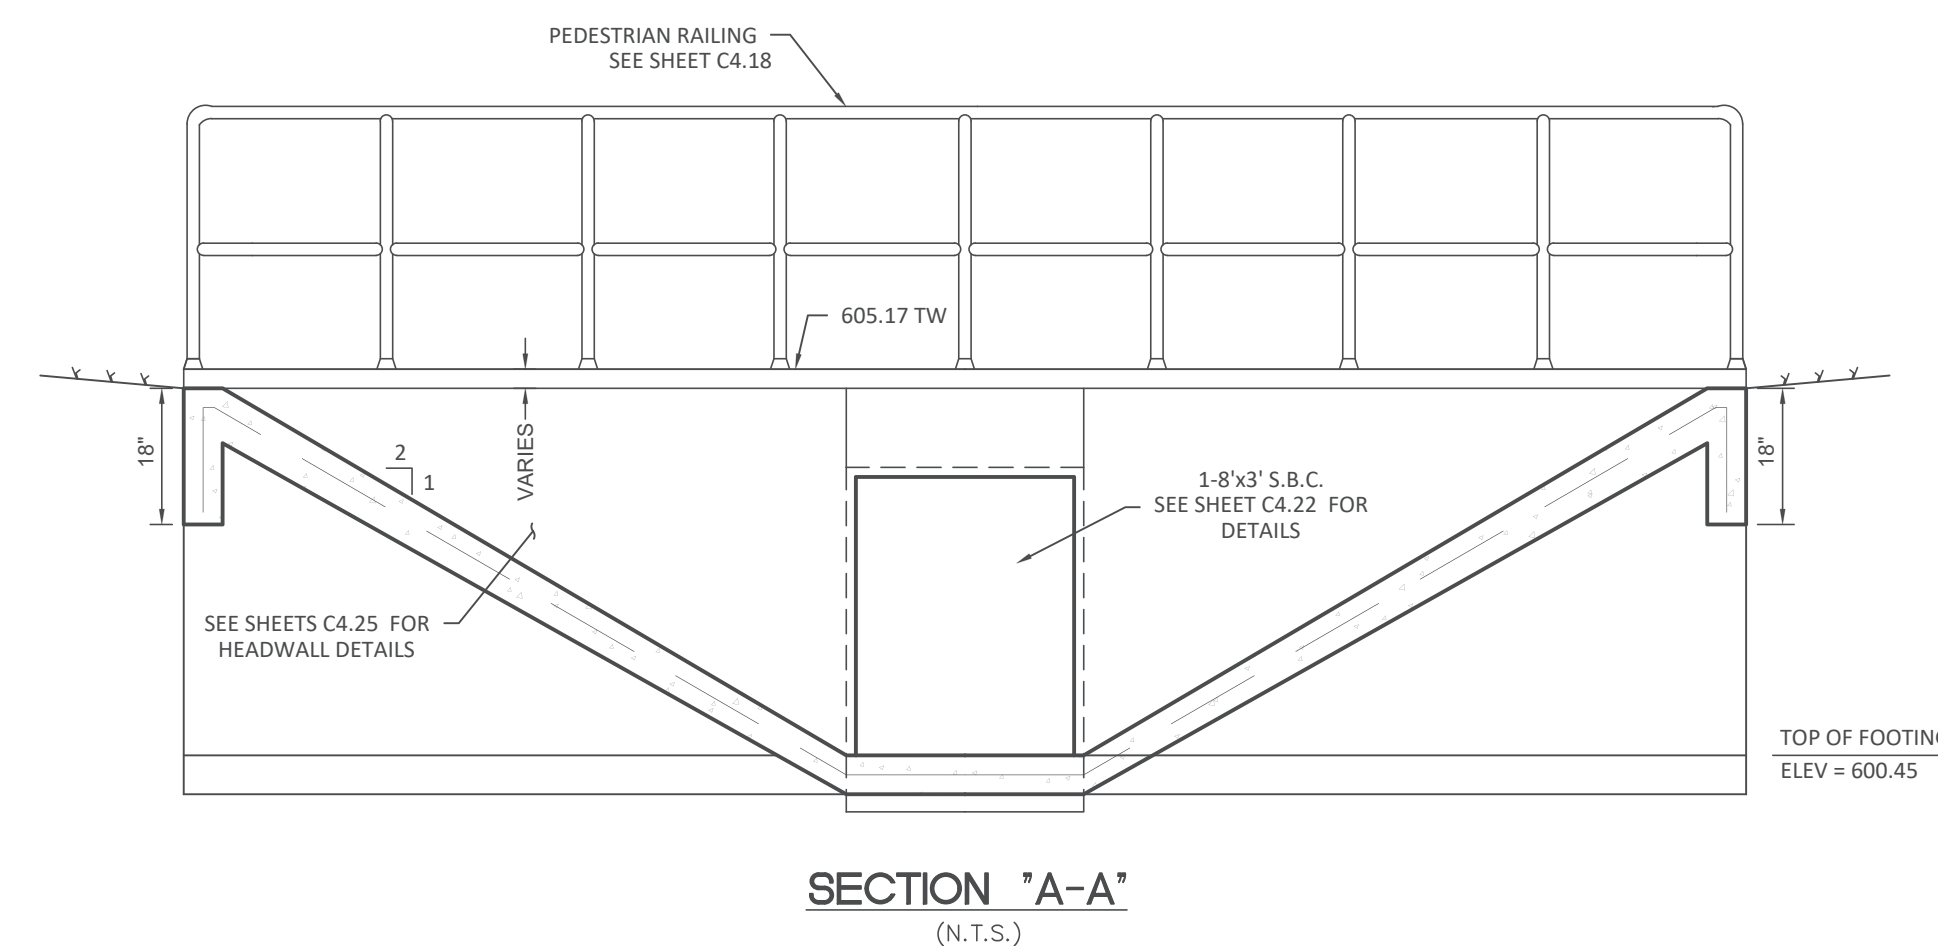 PEDESTRIAN RAILING
SEE SHEET C4.18
605.17 TW
18"
2
1
VARIES
1-8'x3' S.B.C.
SEE SHEET C4.22 FOR
DETAILS
18"
SEE SHEETS C4.25 FOR
HEADWALL DETAILS
TOP OF FOOTING
ELEV = 600.45
SECTION "A-A"
(N.T.S.)